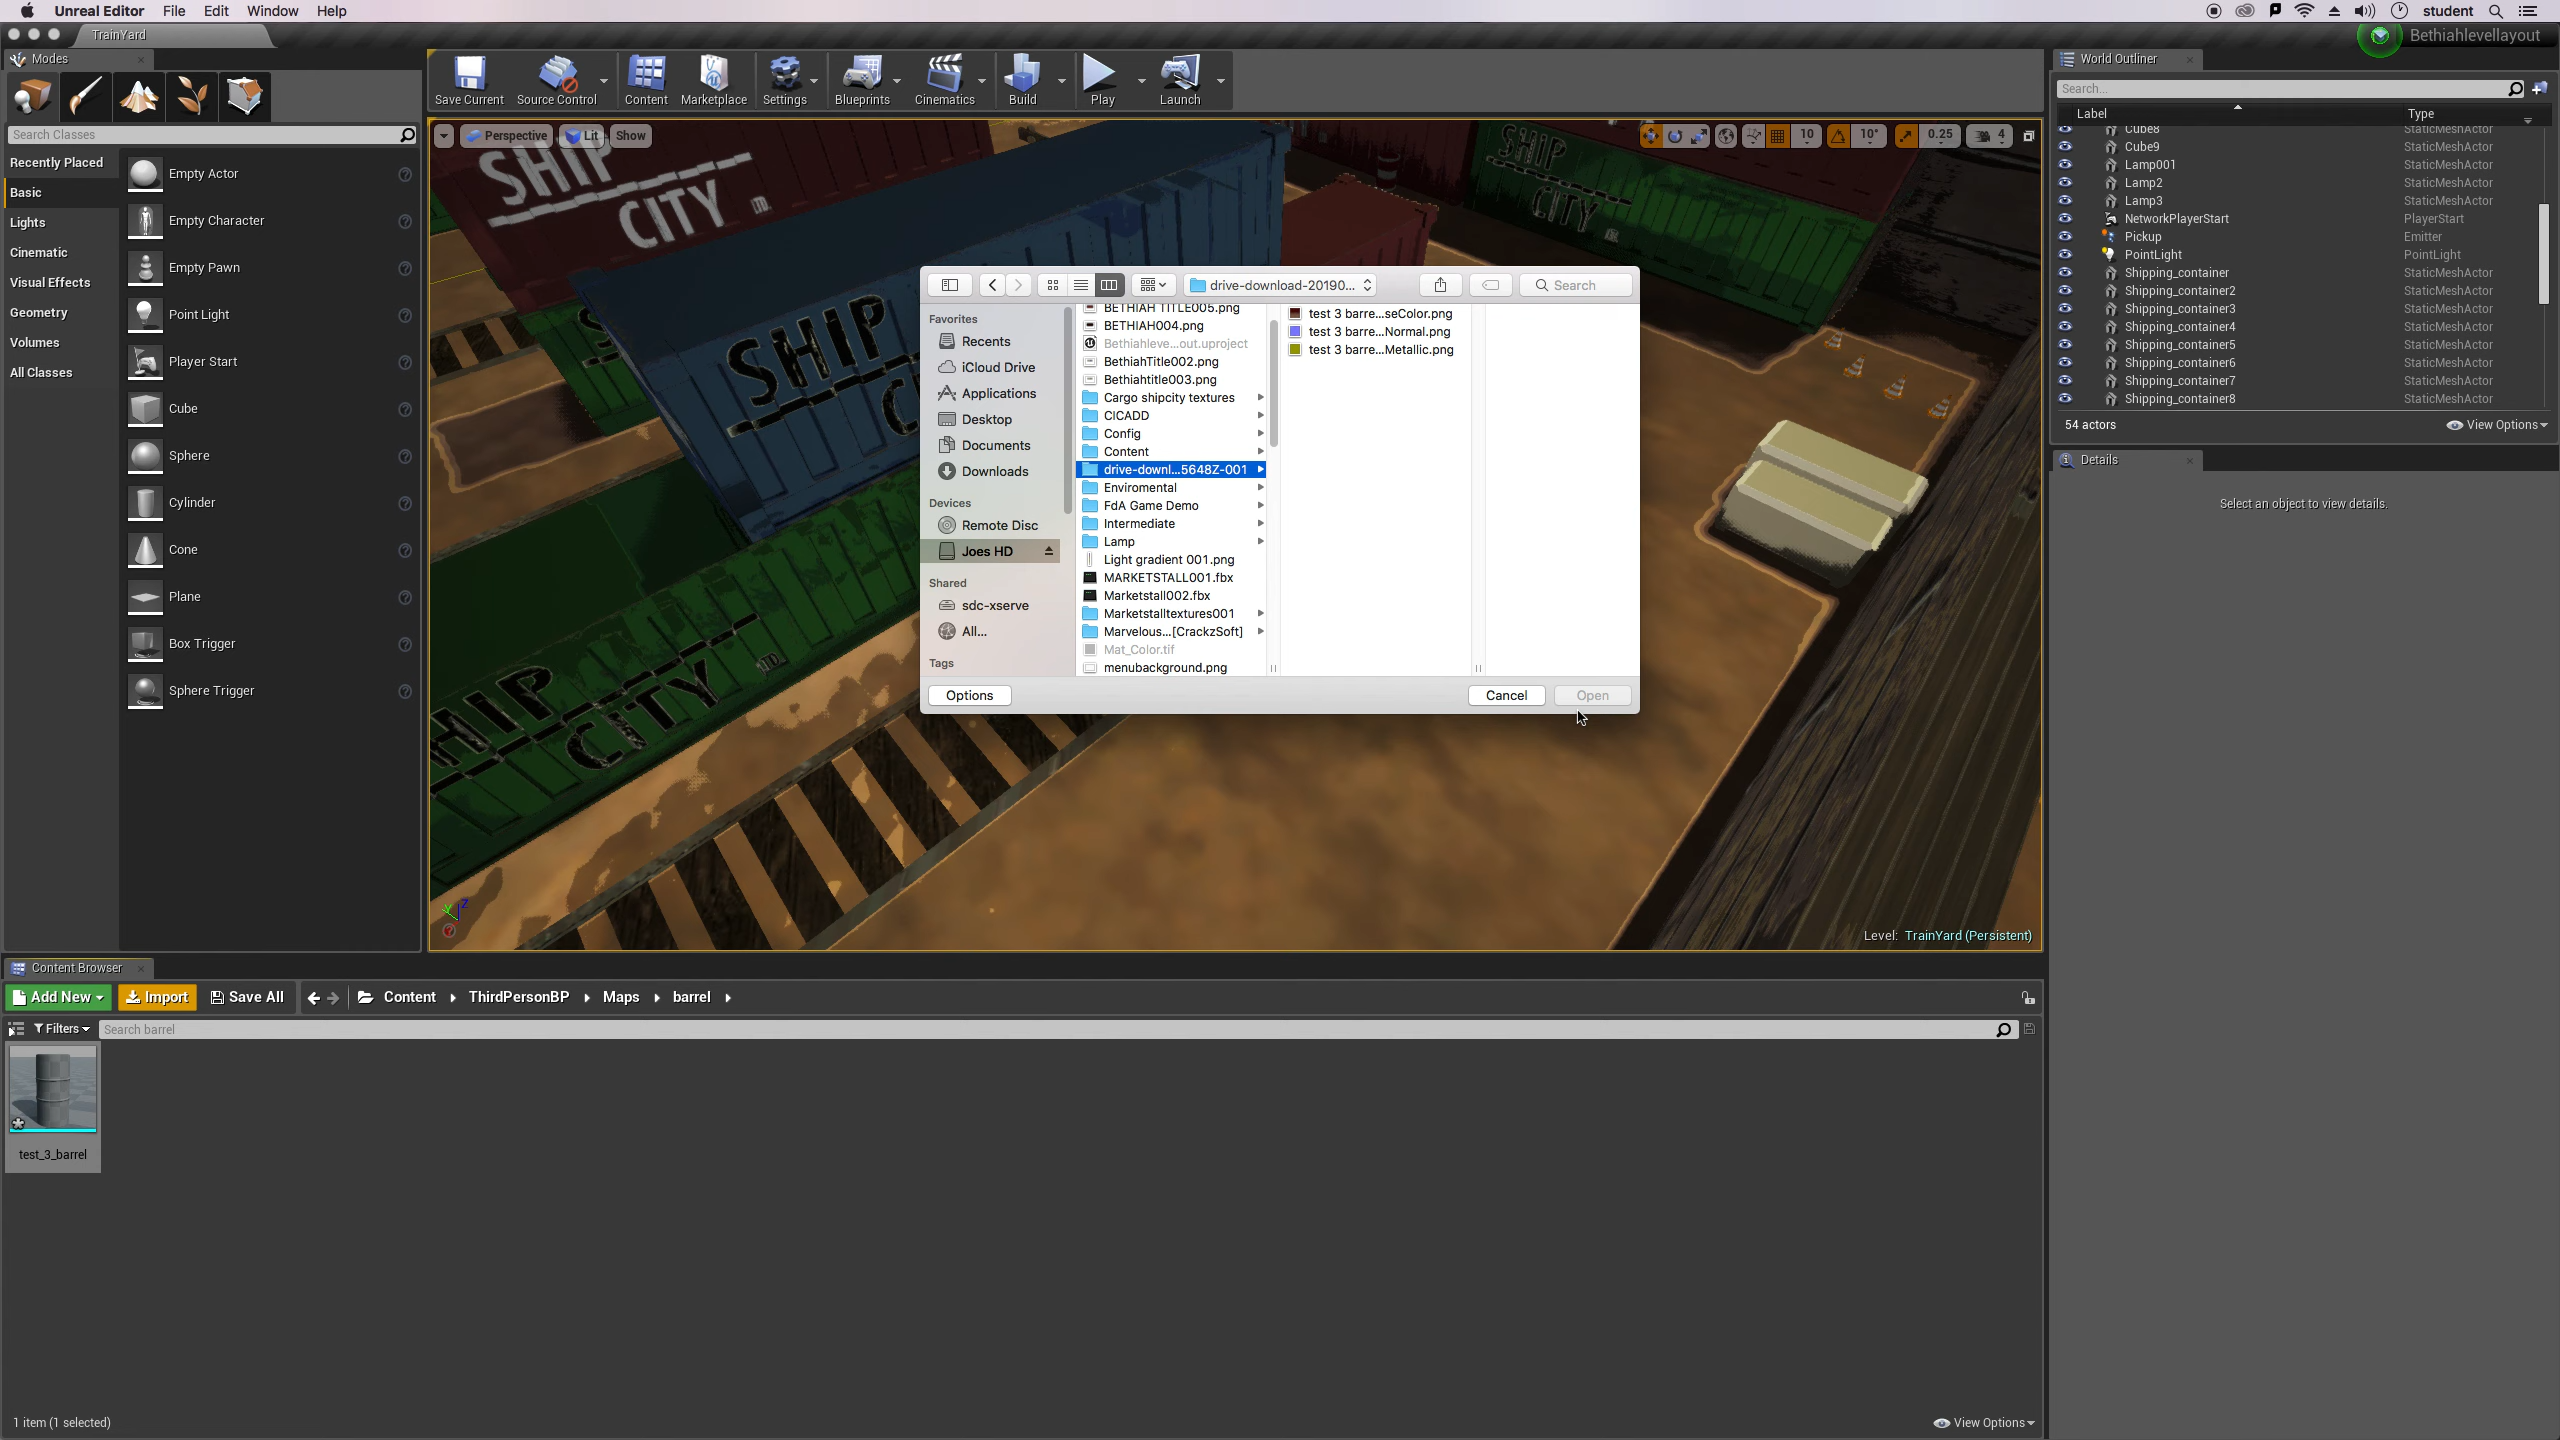 Unreal Editor File Edit Window Help
student
TrainYard
Bethiahlevellayout
Modes
Search Classes
Recently Placed
Basic
Lights
Cinematic
Visual Effects
Geometry
Volumes
All Classes
Empty Actor
Empty Character
Empty Pawn
Point Light
Player Start
Cube
Sphere
Cylinder
Cone
Plane
Box Trigger
Sphere Trigger
Save Current
Source Control
Content
Marketplace
Settings
Blueprints
Cinematics
Build
Play
Launch
Perspective
Lit
Show
10
10°
0.25
4
SHIP
CITY
SHIP
CITY
SHIP
HIP
CITY
LTD
Level: TrainYard (Persistent)
drive-download-20190...
Search
Favorites
Recents
iCloud Drive
Applications
Desktop
Documents
Downloads
Devices
Remote Disc
Joes HD
Shared
sdc-xserve
All...
Tags
BETHIAH TITLE005.png
BETHIAH004.png
Bethiahleve...out.uproject
BethiahTitle002.png
Bethiahtitle003.png
Cargo shipcity textures
CICADD
Config
Content
drive-downl...5648Z-001
Enviromental
FdA Game Demo
Intermediate
Lamp
Light gradient 001.png
MARKETSTALL001.fbx
Marketstall002.fbx
Marketstalltextures001
Marvelous...[CrackzSoft]
Mat_Color.tif
menubackground.png
test 3 barre...seColor.png
test 3 barre...Normal.png
test 3 barre...Metallic.png
Options
Cancel
Open
World Outliner
Search...
Label Type
Cube8 StaticMeshActor
Cube9 StaticMeshActor
Lamp001 StaticMeshActor
Lamp2 StaticMeshActor
Lamp3 StaticMeshActor
NetworkPlayerStart PlayerStart
Pickup Emitter
PointLight PointLight
Shipping_container StaticMeshActor
Shipping_container2 StaticMeshActor
Shipping_container3 StaticMeshActor
Shipping_container4 StaticMeshActor
Shipping_container5 StaticMeshActor
Shipping_container6 StaticMeshActor
Shipping_container7 StaticMeshActor
Shipping_container8 StaticMeshActor
54 actors
View Options
Details
Select an object to view details.
Content Browser
Add New
Import
Save All
Content
ThirdPersonBP
Maps
barrel
Filters
Search barrel
test_3_barrel
1 item (1 selected)
View Options